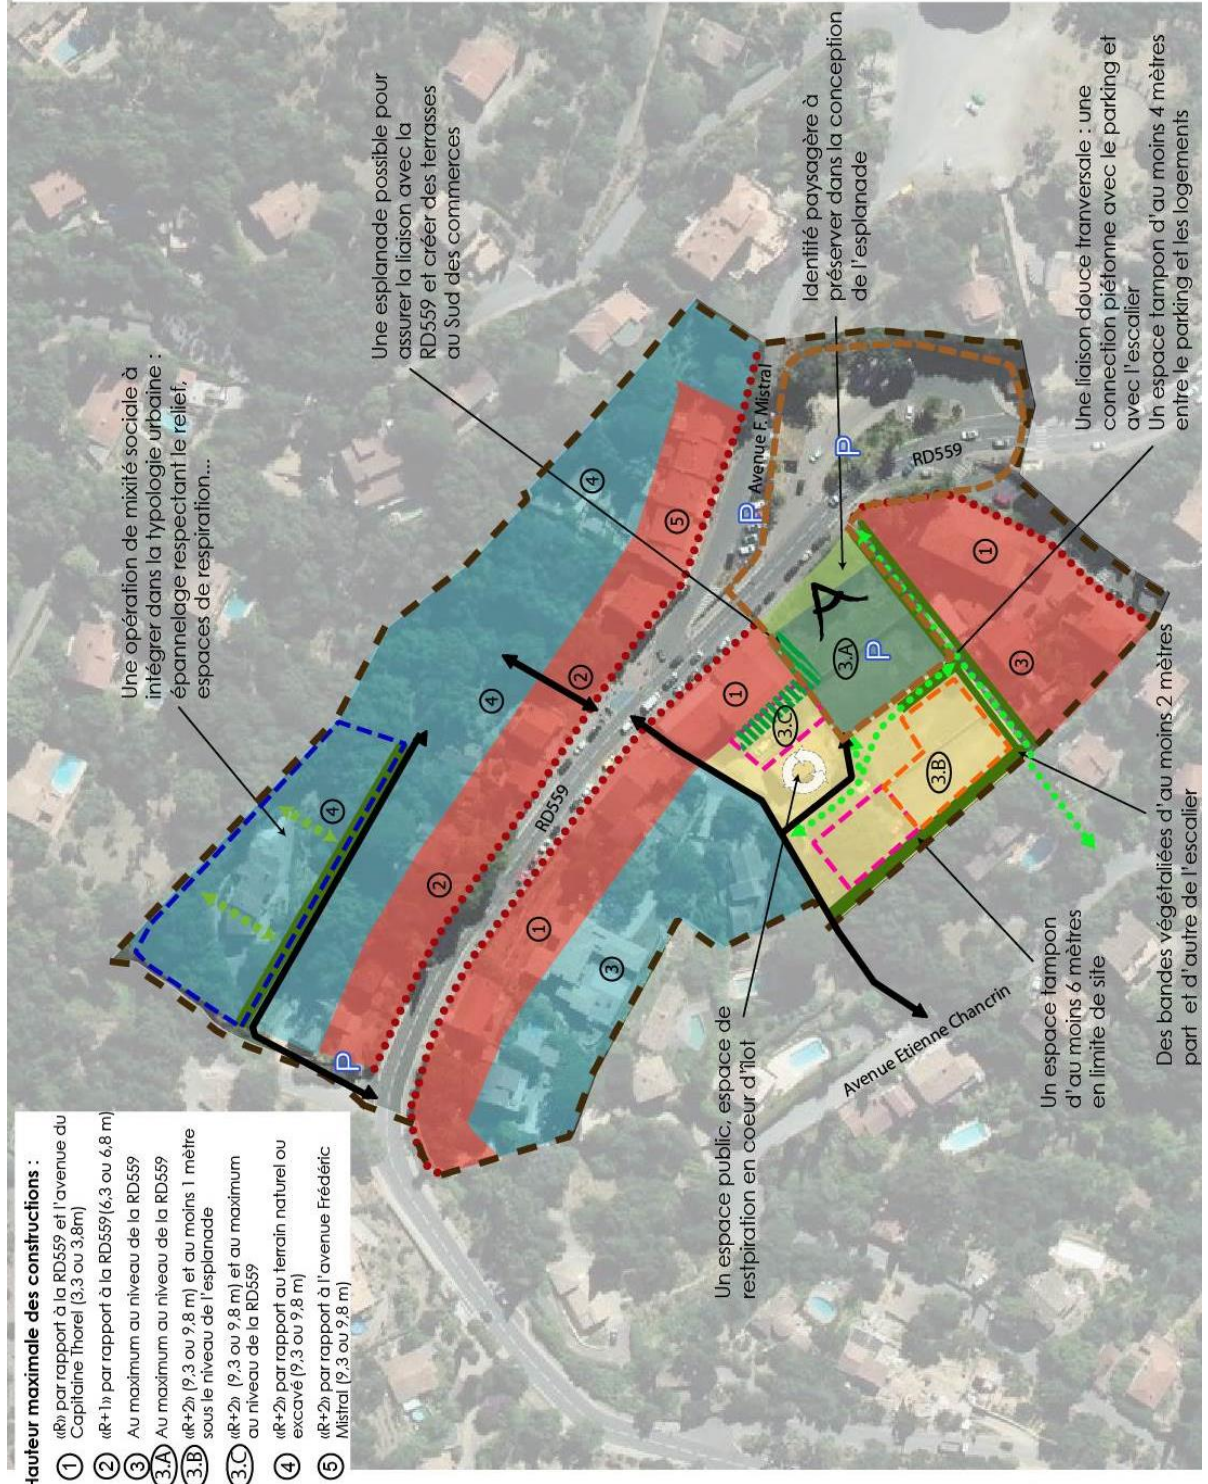 Hauteur maximale des constructions :
1 «R» par rapport à la RD559 et l'avenue du
Capitaine Thorel (3,3 ou 3,8m)
2 «R+1» par rapport à la RD559(6,3 ou 6,8 m)
3 Au maximum au niveau de la RD559
3.A Au maximum au niveau de la RD559
3.B «R+2» (9,3 ou 9,8 m) et au moins 1 mètre
sous le niveau de l'esplanade
3.C «R+2» (9,3 ou 9,8 m) et au maximum
au niveau de la RD559
4 «R+2» par rapport au terrain naturel ou
excavé (9,3 ou 9,8 m)
5 «R+2» par rapport à l'avenue Frédéric
Mistral (9,3 ou 9,8 m)
Une opération de mixité sociale à
intégrer dans la typologie urbaine :
épannelage respectant le relief,
espaces de respiration...
Une esplanade possible pour
assurer la liaison avec la
RD559 et créer des terrasses
au Sud des commerces
Identité paysagère à
préserver dans la conception
de l'esplanade
Une liaison douce tranversale : une
connection piétonne avec le parking et
avec l'escalier
Un espace tampon d'au moins 4 mètres
entre le parking et les logements
Un espace public, espace de
restpiration en coeur d'îlot
Un espace tampon
d'au moins 6 mètres
en limite de site
Des bandes végétaliées d'au moins 2 mètres
part et d'autre de l'escalier
Avenue Etienne Chancrin
Avenue F. Mistral
RD559
RD559
P
P
P
P
4
4
4
2
2
5
1
1
1
3
3
3.A
3.B
3.C